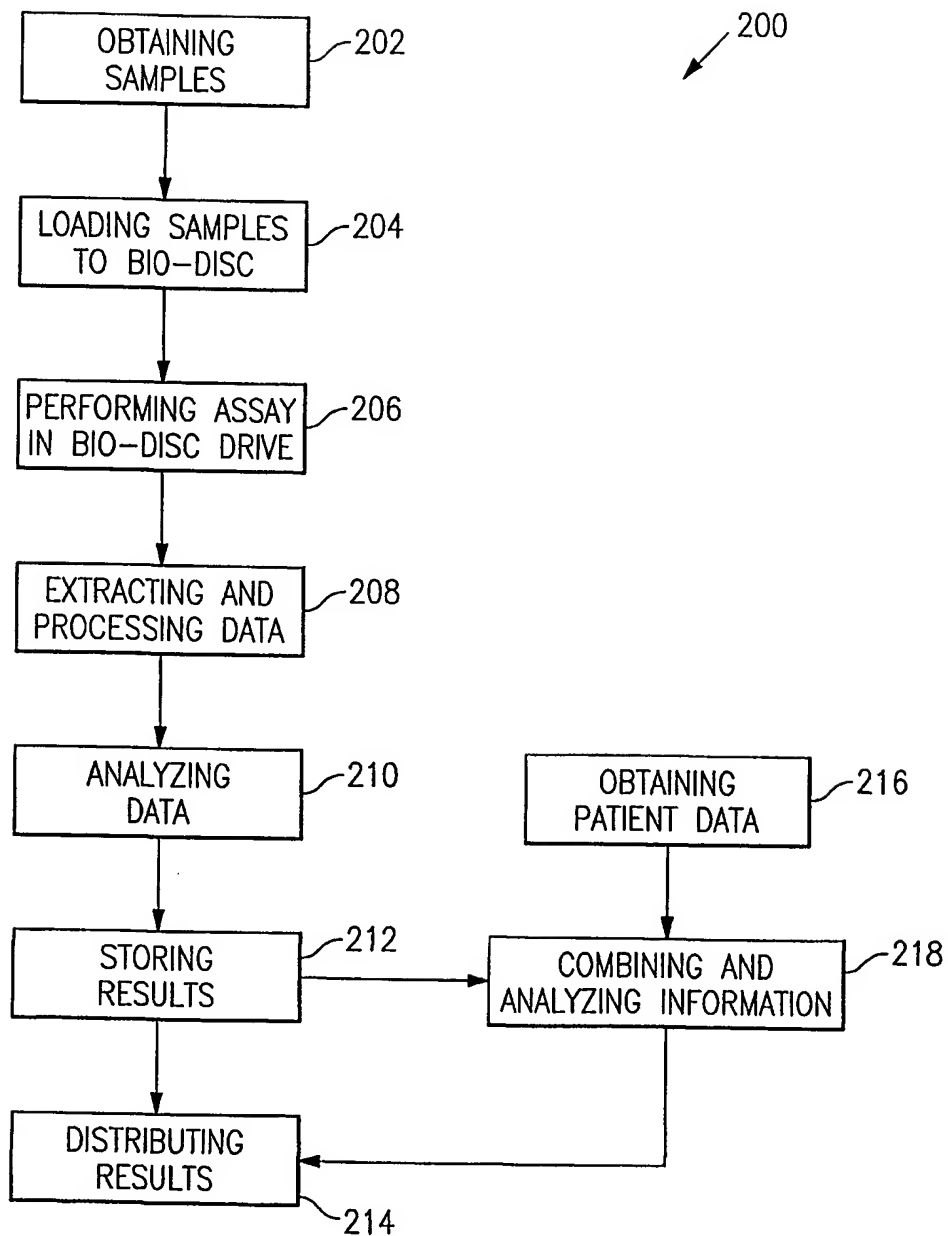 200
OBTAINING
SAMPLES
202
LOADING SAMPLES
TO BIO-DISC
204
PERFORMING ASSAY
IN BIO-DISC DRIVE
206
EXTRACTING AND
PROCESSING DATA
208
ANALYZING
DATA
210
OBTAINING
PATIENT DATA
216
STORING
RESULTS
212
COMBINING AND
ANALYZING INFORMATION
218
DISTRIBUTING
RESULTS
214